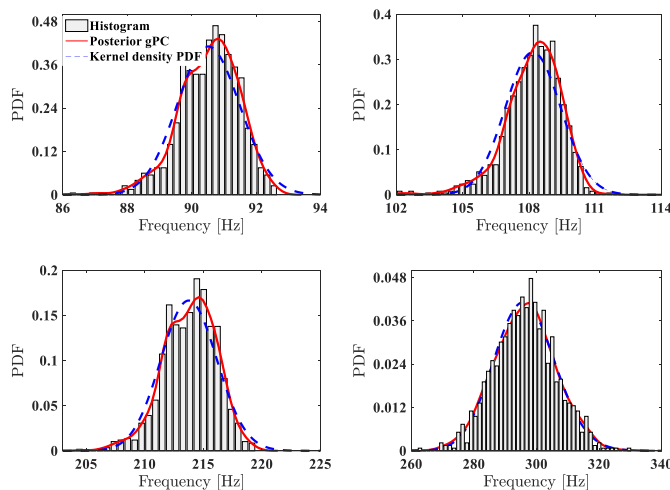 Histogram
Posterior gPC
Kernel density PDF
PDF
0.48
0.36
0.24
0.12
0
86 88 90 92 94
Frequency [Hz]
PDF
0.4
0.3
0.2
0.1
0
102 105 108 111 114
Frequency [Hz]
PDF
0.2
0.15
0.1
0.05
0
205 210 215 220 225
Frequency [Hz]
PDF
0.048
0.036
0.024
0.012
0
260 280 300 320 340
Frequency [Hz]